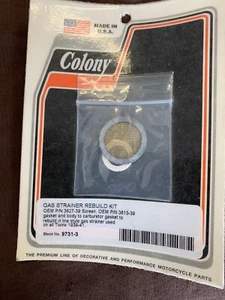 MADE IN
U.S.A.
Colony
GAS STRAINER REBUILD KIT
OEM P/N 3627-39 Screen, OEM P/N 3613-39
gasket and body to carburetor gasket to
rebuild in line style gas strainer used
on all Twins 1939-41.
Stock No. 9731-3
THE PREMIUM LINE OF DECORATIVE AND PERFORMANCE MOTORCYCLE PARTS